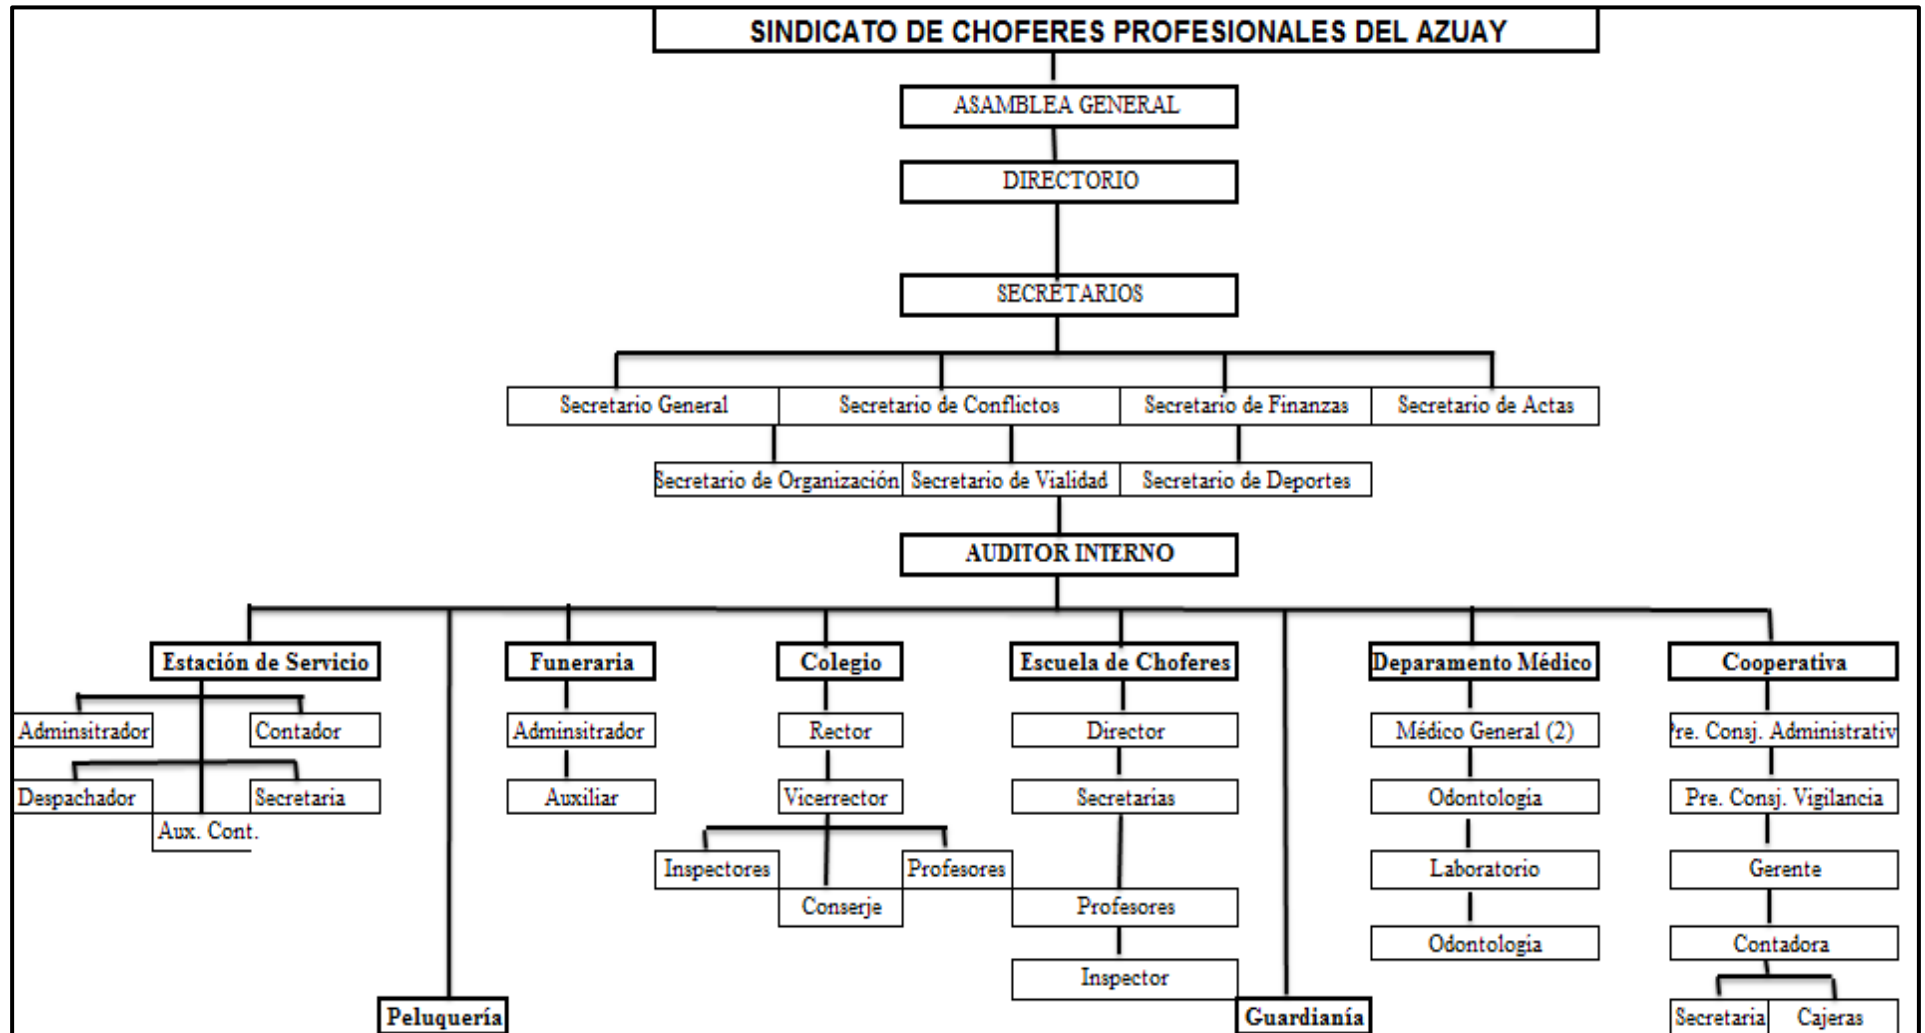 SINDICATO DE CHOFERES PROFESIONALES DEL AZUAY
ASAMBLEA GENERAL
DIRECTORIO
SECRETARIOS
Secretario General
Secretario de Conflictos
Secretario de Finanzas
Secretario de Actas
Secretario de Organización
Secretario de Vialidad
Secretario de Deportes
AUDITOR INTERNO
Estación de Servicio
Funeraria
Colegio
Escuela de Choferes
Deparamento Médico
Cooperativa
Adminsitrador
Contador
Adminsitrador
Rector
Director
Médico General (2)
Pre. Consj. Administrativ
Despachador
Secretaria
Auxiliar
Vicerrector
Secretarias
Odontología
Pre. Consj. Vigilancia
Aux. Cont.
Inspectores
Profesores
Laboratorio
Gerente
Conserje
Profesores
Odontología
Contadora
Inspector
Peluquería
Guardianía
Secretaria
Cajeras